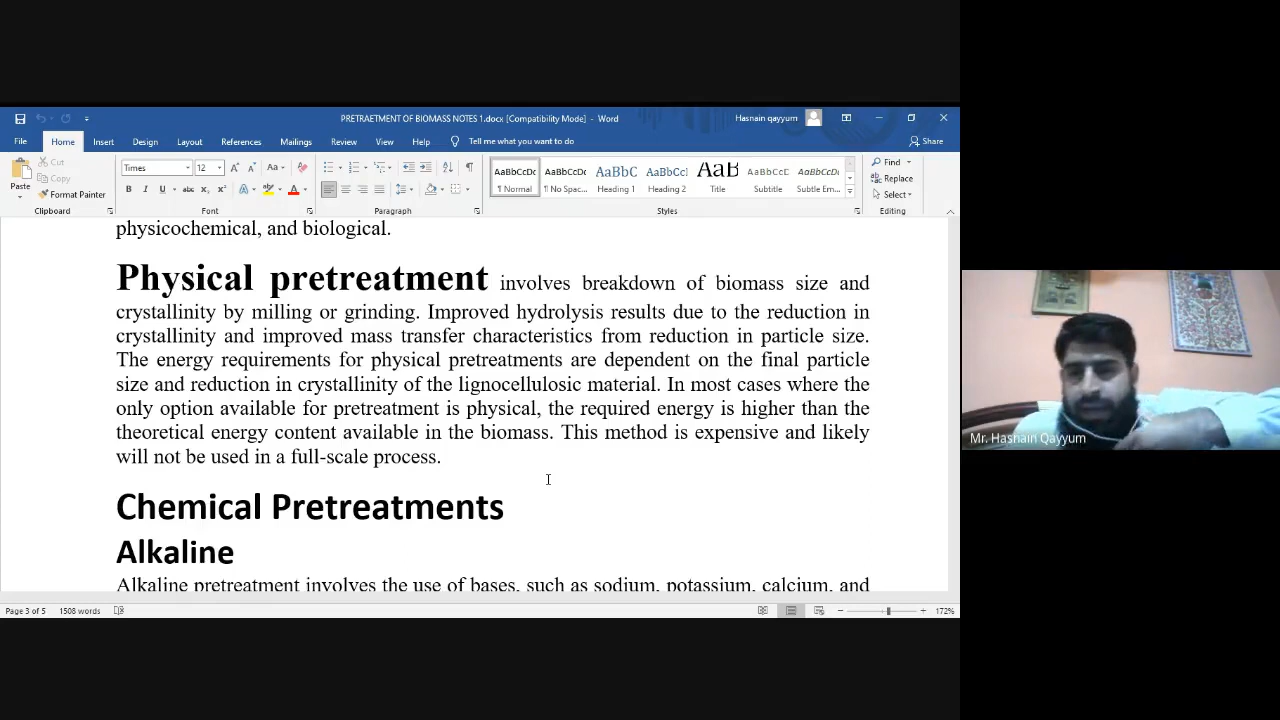 PRETRAETMENT OF BIOMASS NOTES 1.docx [Compatibility Mode] - Word
Hasnain qayyum
File Home Insert Design Layout References Mailings Review View Help Tell me what you want to do Share
Paste
Cut
Copy
Format Painter
Clipboard
Times 12
Font
Paragraph
AaBbCcDc AaBbCcDc AaBbC AaBbCcI AaB AaBbCcD AaBbCcDc
¶ Normal ¶ No Spac... Heading 1 Heading 2 Title Subtitle Subtle Em...
Styles
Find
Replace
Select
Editing
physicochemical, and biological.
Physical pretreatment involves breakdown of biomass size and
crystallinity by milling or grinding. Improved hydrolysis results due to the reduction in
crystallinity and improved mass transfer characteristics from reduction in particle size.
The energy requirements for physical pretreatments are dependent on the final particle
size and reduction in crystallinity of the lignocellulosic material. In most cases where the
only option available for pretreatment is physical, the required energy is higher than the
theoretical energy content available in the biomass. This method is expensive and likely
will not be used in a full-scale process.
Chemical Pretreatments
Alkaline
Alkaline pretreatment involves the use of bases, such as sodium, potassium, calcium, and
Page 3 of 5 1508 words 172%
Mr. Hasnain Qayyum